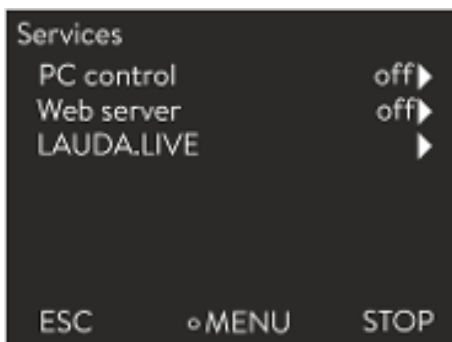 Services
PC control off
Web server off
LAUDA.LIVE
ESC MENU STOP